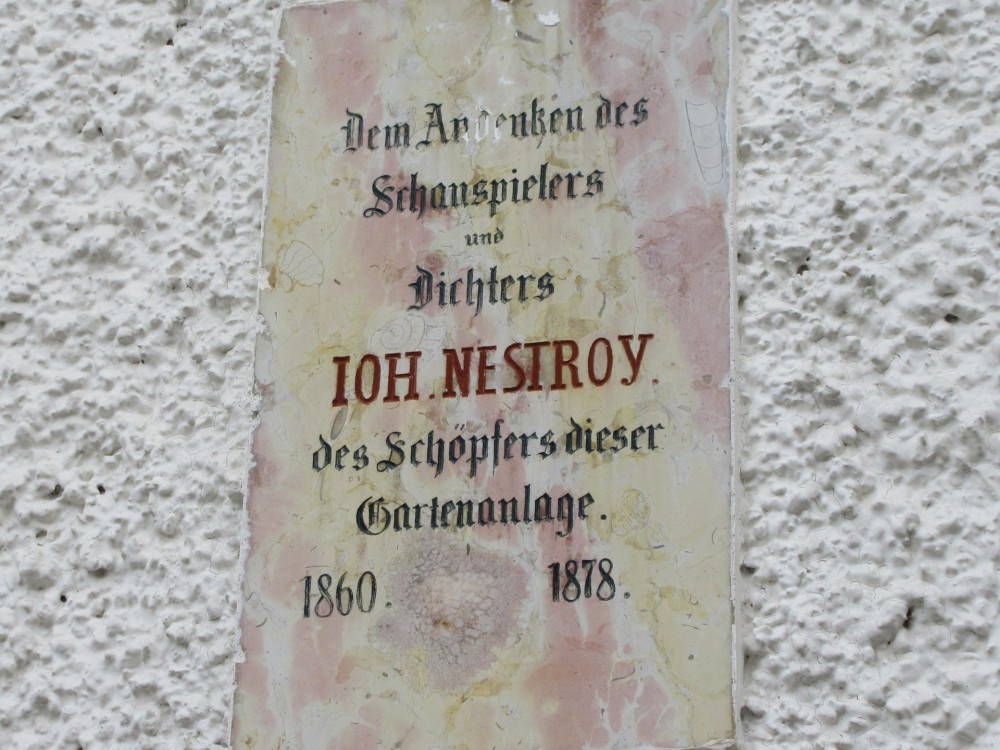 Dem Andenken des
Schauspielers
und
Dichters
IOH. NESTROY.
des Schöpfers dieser
Gartenanlage.
1860. 1878.